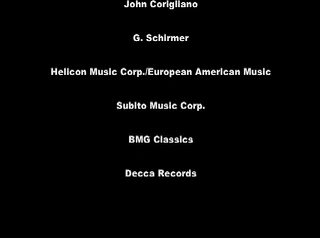 John Corigliano
G. Schirmer
Helicon Music Corp./European American Music
Subito Music Corp.
BMG Classics
Decca Records